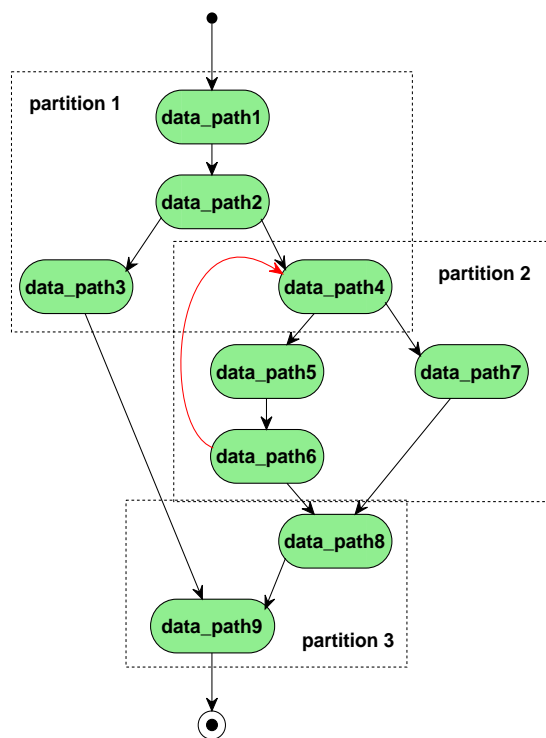 partition 1
data_path1
data_path2
data_path3
data_path4
partition 2
data_path5
data_path7
data_path6
data_path8
data_path9
partition 3